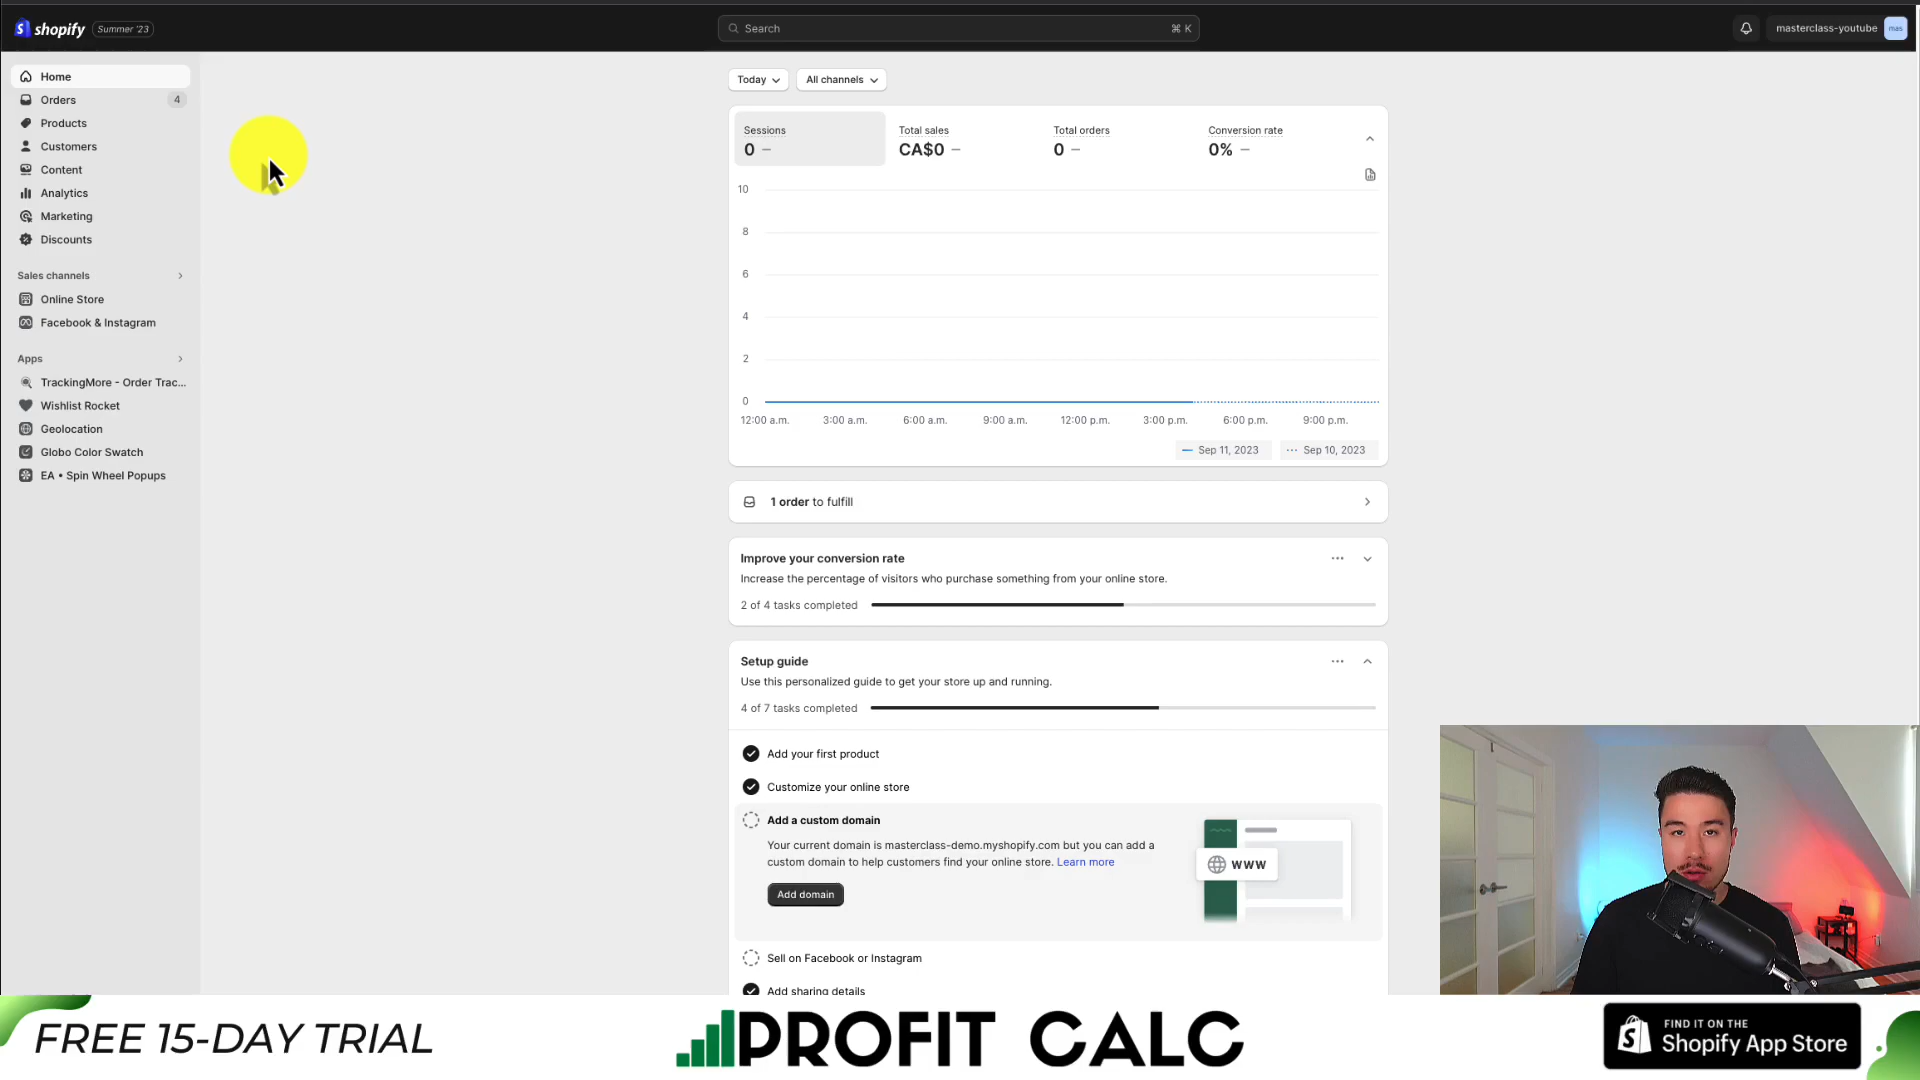 shopify Summer '23
Search ⌘ K
masterclass-youtube mas
Home
Orders 4
Products
Customers
Content
Analytics
Marketing
Discounts
Sales channels
Online Store
Facebook & Instagram
Apps
TrackingMore - Order Trac...
Wishlist Rocket
Geolocation
Globo Color Swatch
EA • Spin Wheel Popups
Today All channels
Sessions Total sales Total orders Conversion rate
0 – CA$0 – 0 – 0% –
10
8
6
4
2
0
12:00 a.m. 3:00 a.m. 6:00 a.m. 9:00 a.m. 12:00 p.m. 3:00 p.m. 6:00 p.m. 9:00 p.m.
Sep 11, 2023 Sep 10, 2023
1 order to fulfill
Improve your conversion rate
Increase the percentage of visitors who purchase something from your online store.
2 of 4 tasks completed
Setup guide
Use this personalized guide to get your store up and running.
4 of 7 tasks completed
Add your first product
Customize your online store
Add a custom domain
Your current domain is masterclass-demo.myshopify.com but you can add a
custom domain to help customers find your online store. Learn more
Add domain
WWW
Sell on Facebook or Instagram
Add sharing details
FREE 15-DAY TRIAL
PROFIT CALC
FIND IT ON THE
Shopify App Store